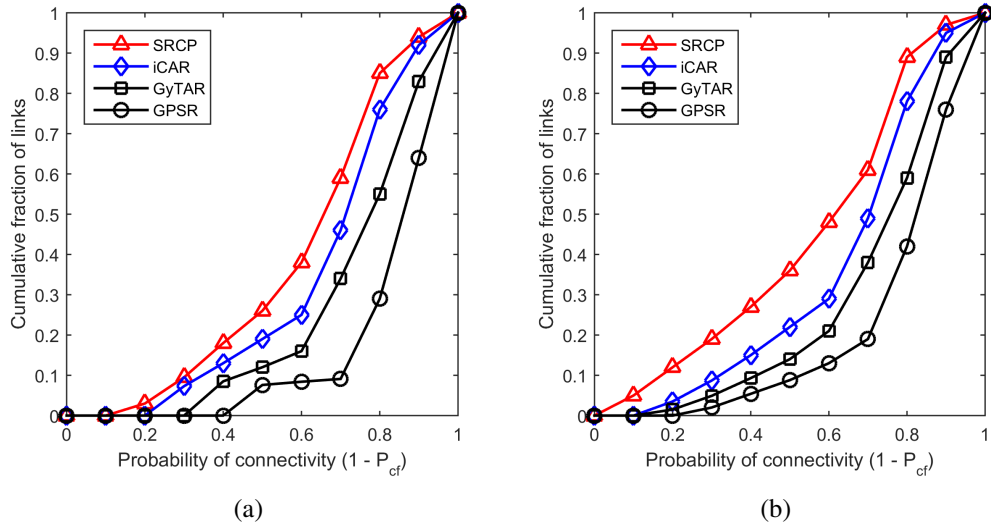 1
0.9
0.8
0.7
0.6
0.5
0.4
0.3
0.2
0.1
0
Cumulative fraction of links
SRCP
iCAR
GyTAR
GPSR
0 0.2 0.4 0.6 0.8 1
Probability of connectivity (1 - P_cf)
(a)
1
0.9
0.8
0.7
0.6
0.5
0.4
0.3
0.2
0.1
0
Cumulative fraction of links
SRCP
iCAR
GyTAR
GPSR
0 0.2 0.4 0.6 0.8 1
Probability of connectivity (1 - P_cf)
(b)